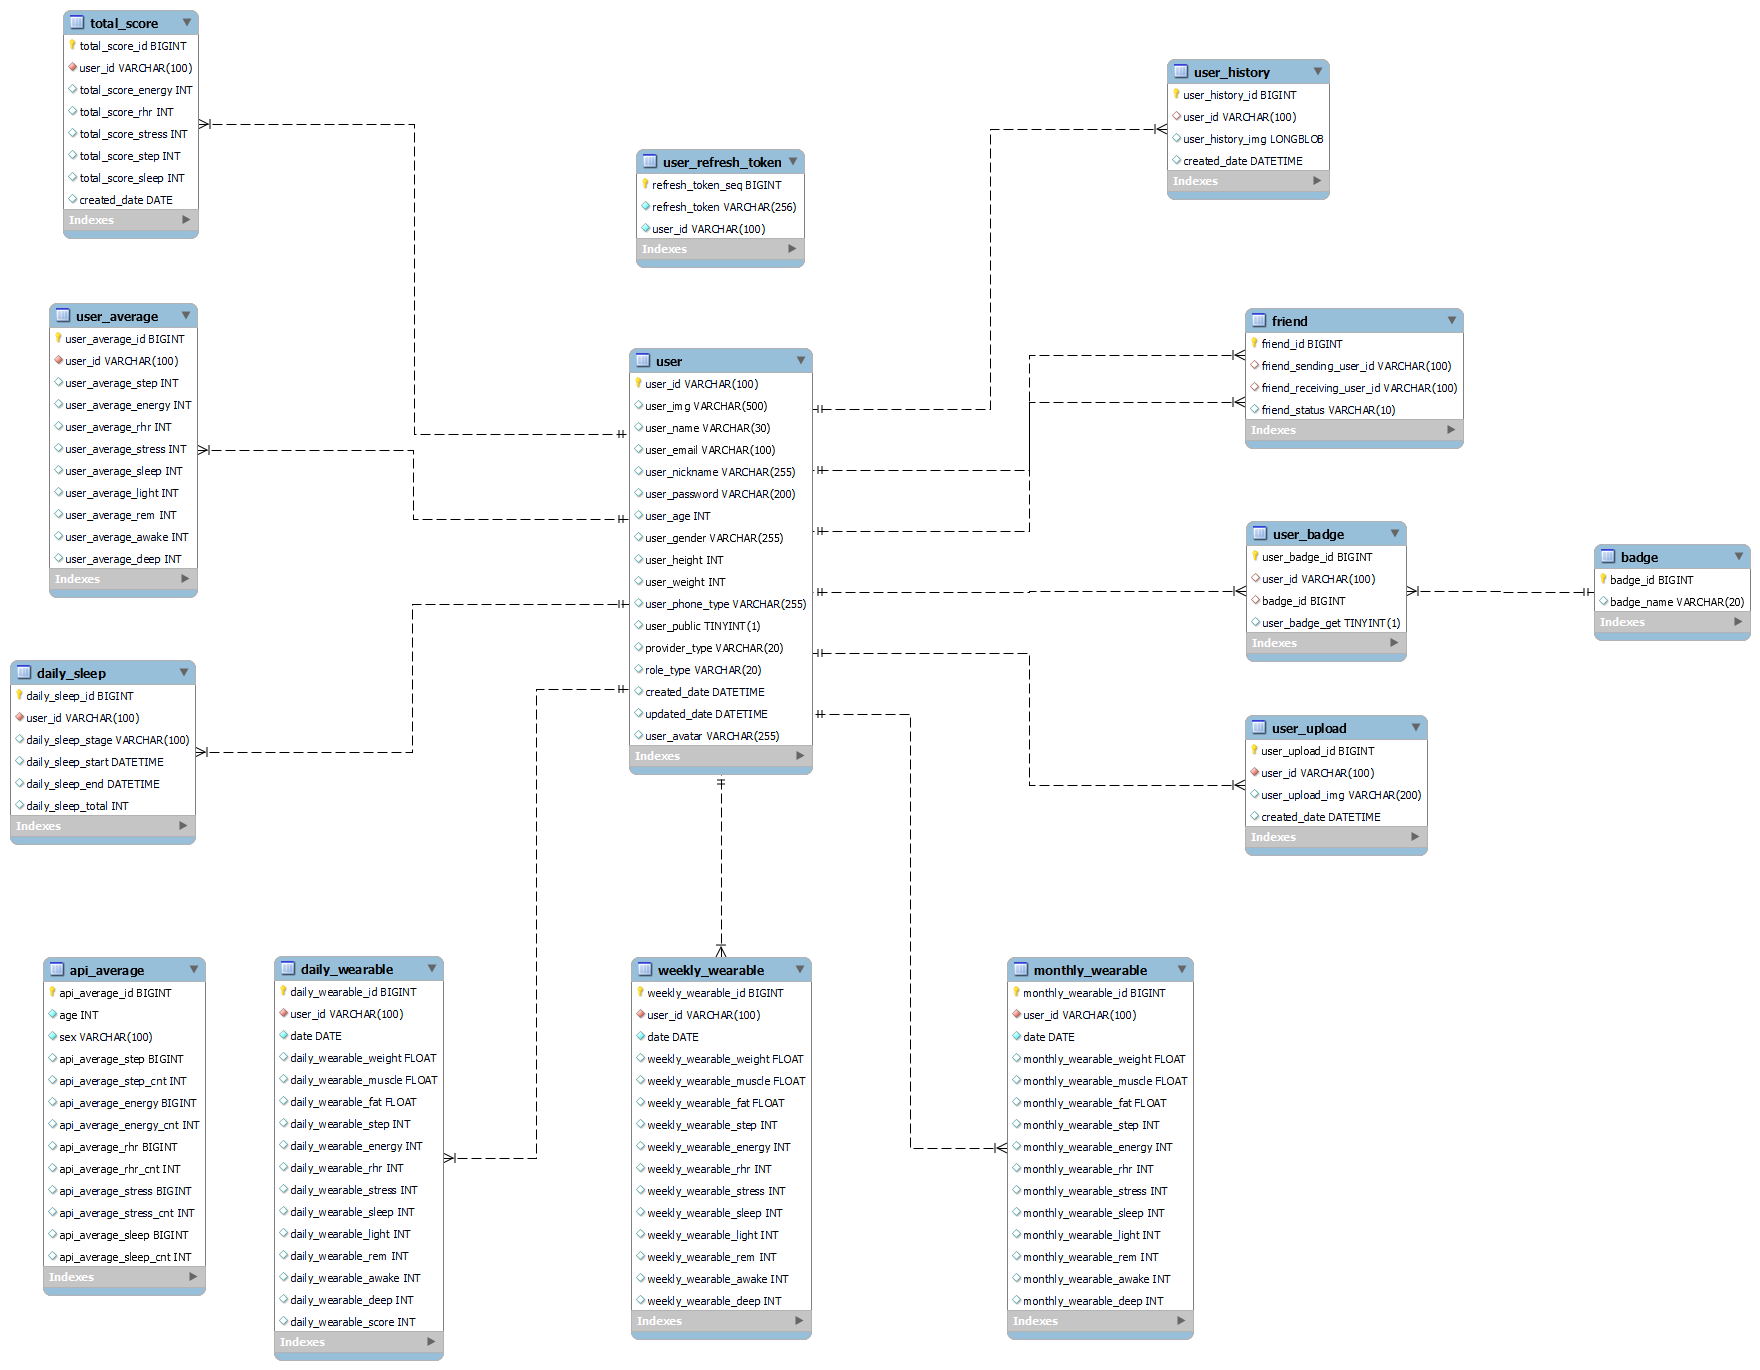 total_score
total_score_id BIGINT
user_id VARCHAR(100)
total_score_energy INT
total_score_rhr INT
total_score_stress INT
total_score_step INT
total_score_sleep INT
created_date DATE
Indexes
user_history
user_history_id BIGINT
user_id VARCHAR(100)
user_history_img LONGBLOB
created_date DATETIME
Indexes
user_refresh_token
refresh_token_seq BIGINT
refresh_token VARCHAR(256)
user_id VARCHAR(100)
Indexes
user_average
user_average_id BIGINT
user_id VARCHAR(100)
user_average_step INT
user_average_energy INT
user_average_rhr INT
user_average_stress INT
user_average_sleep INT
user_average_light INT
user_average_rem INT
user_average_awake INT
user_average_deep INT
Indexes
user
user_id VARCHAR(100)
user_img VARCHAR(500)
user_name VARCHAR(30)
user_email VARCHAR(100)
user_nickname VARCHAR(255)
user_password VARCHAR(200)
user_age INT
user_gender VARCHAR(255)
user_height INT
user_weight INT
user_phone_type VARCHAR(255)
user_public TINYINT(1)
provider_type VARCHAR(20)
role_type VARCHAR(20)
created_date DATETIME
updated_date DATETIME
user_avatar VARCHAR(255)
Indexes
friend
friend_id BIGINT
friend_sending_user_id VARCHAR(100)
friend_receiving_user_id VARCHAR(100)
friend_status VARCHAR(10)
Indexes
user_badge
user_badge_id BIGINT
user_id VARCHAR(100)
badge_id BIGINT
user_badge_get TINYINT(1)
Indexes
badge
badge_id BIGINT
badge_name VARCHAR(20)
Indexes
daily_sleep
daily_sleep_id BIGINT
user_id VARCHAR(100)
daily_sleep_stage VARCHAR(100)
daily_sleep_start DATETIME
daily_sleep_end DATETIME
daily_sleep_total INT
Indexes
user_upload
user_upload_id BIGINT
user_id VARCHAR(100)
user_upload_img VARCHAR(200)
created_date DATETIME
Indexes
api_average
api_average_id BIGINT
age INT
sex VARCHAR(100)
api_average_step BIGINT
api_average_step_cnt INT
api_average_energy BIGINT
api_average_energy_cnt INT
api_average_rhr BIGINT
api_average_rhr_cnt INT
api_average_stress BIGINT
api_average_stress_cnt INT
api_average_sleep BIGINT
api_average_sleep_cnt INT
Indexes
daily_wearable
daily_wearable_id BIGINT
user_id VARCHAR(100)
date DATE
daily_wearable_weight FLOAT
daily_wearable_muscle FLOAT
daily_wearable_fat FLOAT
daily_wearable_step INT
daily_wearable_energy INT
daily_wearable_rhr INT
daily_wearable_stress INT
daily_wearable_sleep INT
daily_wearable_light INT
daily_wearable_rem INT
daily_wearable_awake INT
daily_wearable_deep INT
daily_wearable_score INT
Indexes
weekly_wearable
weekly_wearable_id BIGINT
user_id VARCHAR(100)
date DATE
weekly_wearable_weight FLOAT
weekly_wearable_muscle FLOAT
weekly_wearable_fat FLOAT
weekly_wearable_step INT
weekly_wearable_energy INT
weekly_wearable_rhr INT
weekly_wearable_stress INT
weekly_wearable_sleep INT
weekly_wearable_light INT
weekly_wearable_rem INT
weekly_wearable_awake INT
weekly_wearable_deep INT
Indexes
monthly_wearable
monthly_wearable_id BIGINT
user_id VARCHAR(100)
date DATE
monthly_wearable_weight FLOAT
monthly_wearable_muscle FLOAT
monthly_wearable_fat FLOAT
monthly_wearable_step INT
monthly_wearable_energy INT
monthly_wearable_rhr INT
monthly_wearable_stress INT
monthly_wearable_sleep INT
monthly_wearable_light INT
monthly_wearable_rem INT
monthly_wearable_awake INT
monthly_wearable_deep INT
Indexes